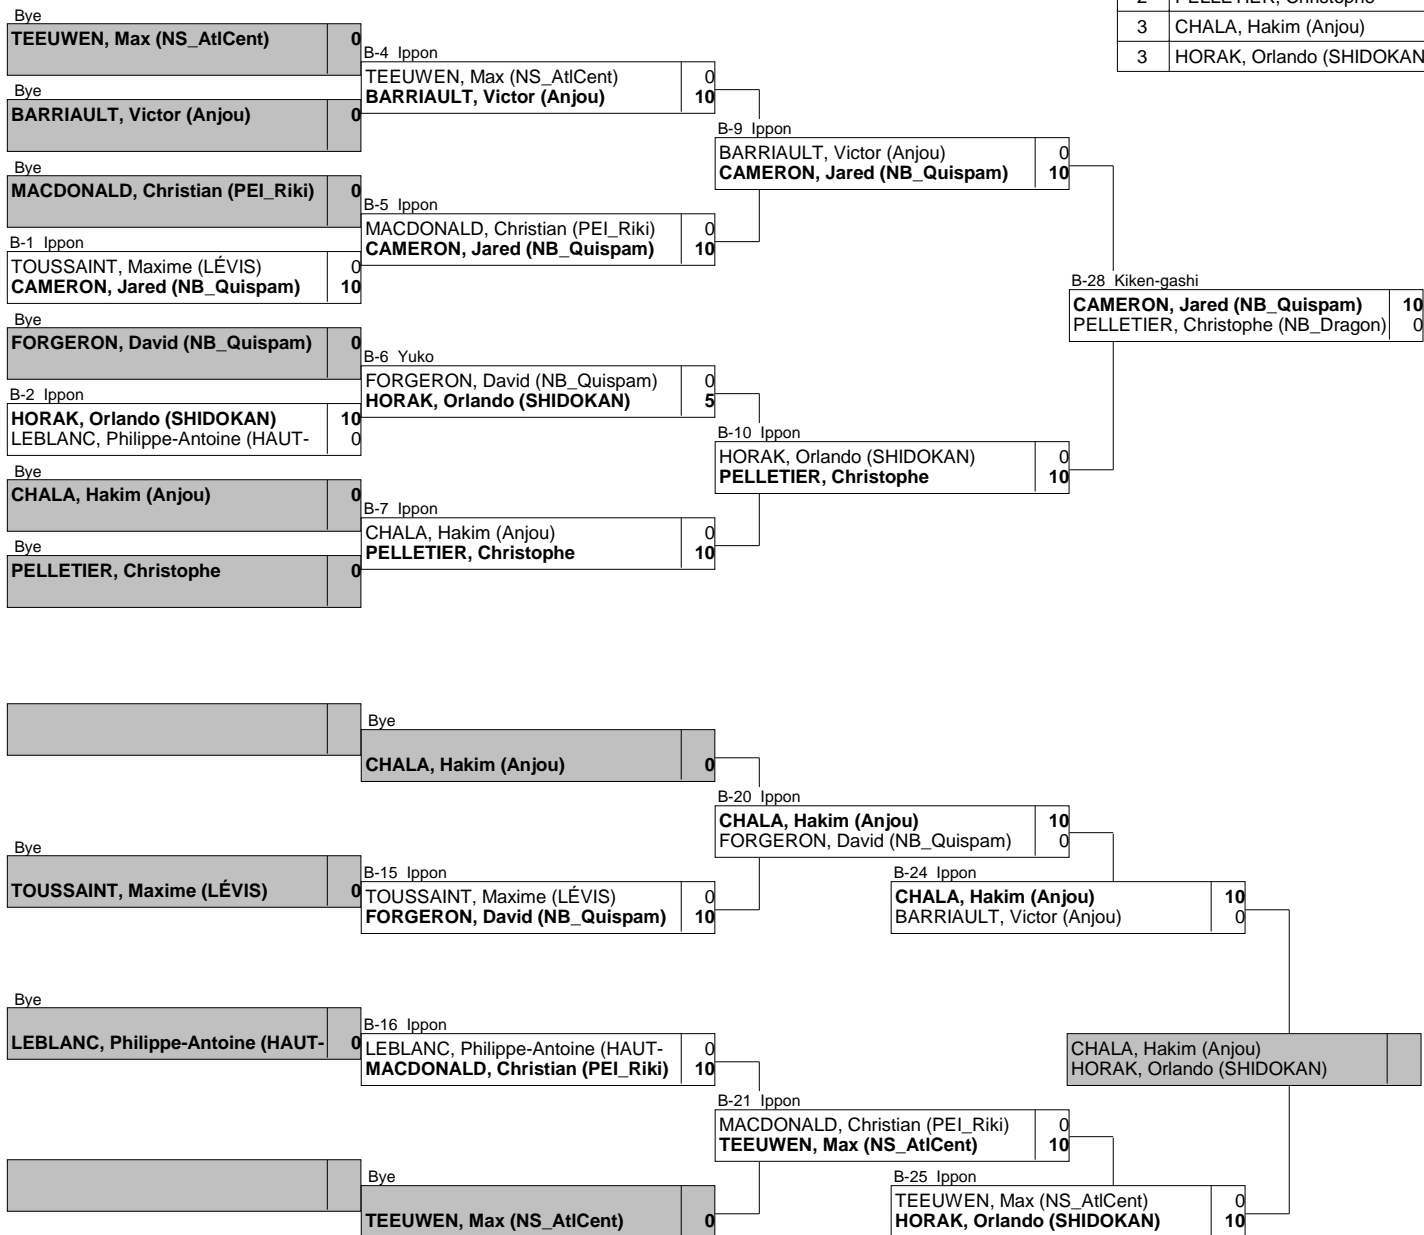 2 PELLETIER, Christophe
3 CHALA, Hakim (Anjou)
3 HORAK, Orlando (SHIDOKAN
Bye
TEEUWEN, Max (NS_AtlCent) 0
Bye
BARRIAULT, Victor (Anjou) 0
Bye
MACDONALD, Christian (PEI_Riki) 0
B-1 Ippon
TOUSSAINT, Maxime (LÉVIS) 0
CAMERON, Jared (NB_Quispam) 10
Bye
FORGERON, David (NB_Quispam) 0
B-2 Ippon
HORAK, Orlando (SHIDOKAN) 10
LEBLANC, Philippe-Antoine (HAUT- 0
Bye
CHALA, Hakim (Anjou) 0
Bye
PELLETIER, Christophe 0
B-4 Ippon
TEEUWEN, Max (NS_AtlCent) 0
BARRIAULT, Victor (Anjou) 10
B-5 Ippon
MACDONALD, Christian (PEI_Riki) 0
CAMERON, Jared (NB_Quispam) 10
B-6 Yuko
FORGERON, David (NB_Quispam) 0
HORAK, Orlando (SHIDOKAN) 5
B-7 Ippon
CHALA, Hakim (Anjou) 0
PELLETIER, Christophe 10
B-9 Ippon
BARRIAULT, Victor (Anjou) 0
CAMERON, Jared (NB_Quispam) 10
B-10 Ippon
HORAK, Orlando (SHIDOKAN) 0
PELLETIER, Christophe 10
B-28 Kiken-gashi
CAMERON, Jared (NB_Quispam) 10
PELLETIER, Christophe (NB_Dragon) 0
Bye
TOUSSAINT, Maxime (LÉVIS) 0
Bye
LEBLANC, Philippe-Antoine (HAUT- 0
Bye
CHALA, Hakim (Anjou) 0
B-15 Ippon
TOUSSAINT, Maxime (LÉVIS) 0
FORGERON, David (NB_Quispam) 10
B-16 Ippon
LEBLANC, Philippe-Antoine (HAUT- 0
MACDONALD, Christian (PEI_Riki) 10
Bye
TEEUWEN, Max (NS_AtlCent) 0
B-20 Ippon
CHALA, Hakim (Anjou) 10
FORGERON, David (NB_Quispam) 0
B-21 Ippon
MACDONALD, Christian (PEI_Riki) 0
TEEUWEN, Max (NS_AtlCent) 10
B-24 Ippon
CHALA, Hakim (Anjou) 10
BARRIAULT, Victor (Anjou) 0
B-25 Ippon
TEEUWEN, Max (NS_AtlCent) 0
HORAK, Orlando (SHIDOKAN) 10
CHALA, Hakim (Anjou)
HORAK, Orlando (SHIDOKAN)